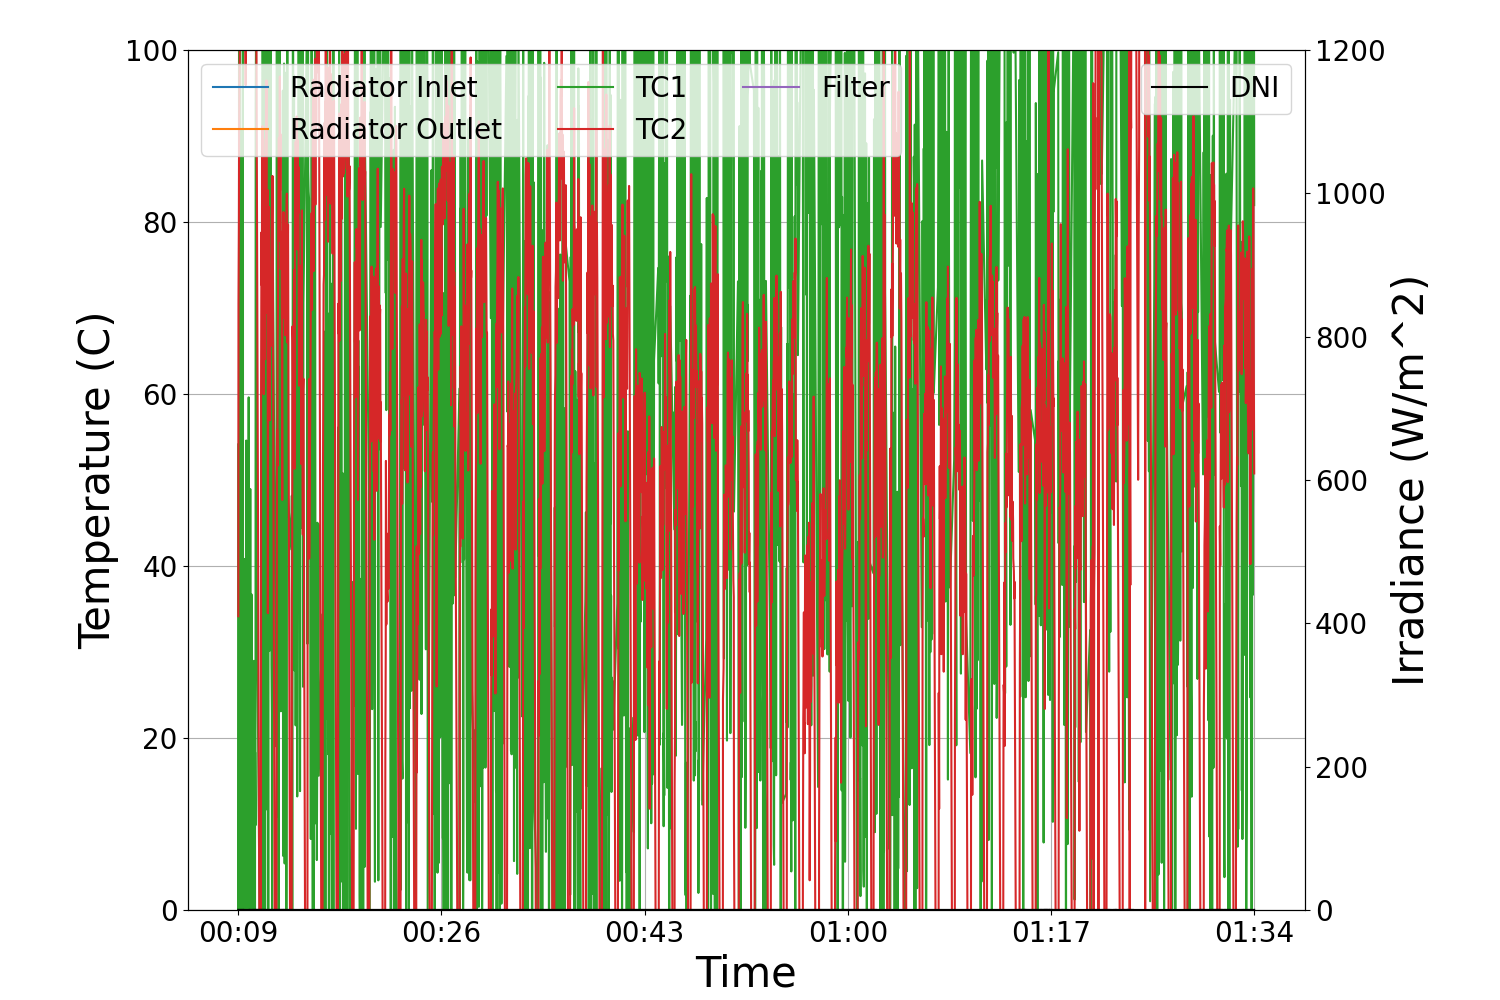 100
80
60
40
20
0
Temperature (C)
Radiator Inlet
Radiator Outlet
TC1
TC2
Filter
DNI
1200
1000
800
600
400
200
0
Irradiance (W/m^2)
00:09 00:26 00:43 01:00 01:17 01:34
Time